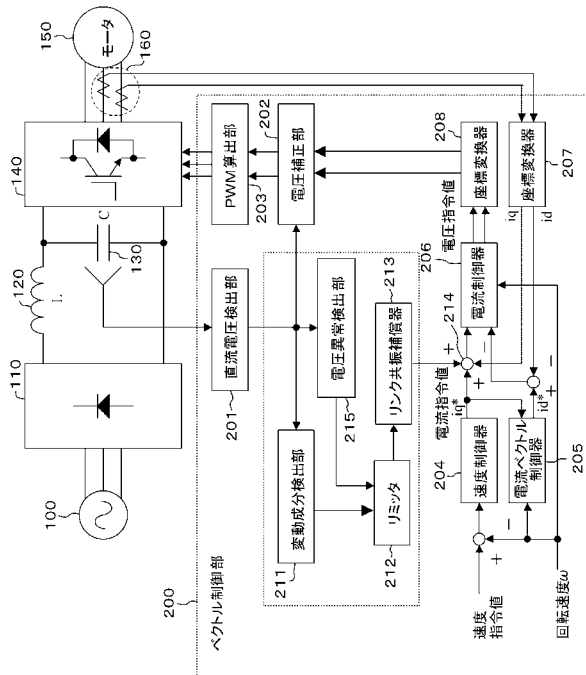 100
110
120
L
C
130
140
150
モータ
160
200
ベクトル制御部
直流電圧検出部
201
PWM算出部
203
電圧補正部
202
変動成分検出部
211
電圧異常検出部
215
リミッタ
212
リンク共振補償器
213
速度
指令値
+
−
速度制御器
204
電流指令値
iq*
214
+
+
−
電流制御器
206
電圧指令値
座標変換器
208
電流ベクトル
制御器
205
id*
+
−
iq
id
座標変換器
207
回転速度ω